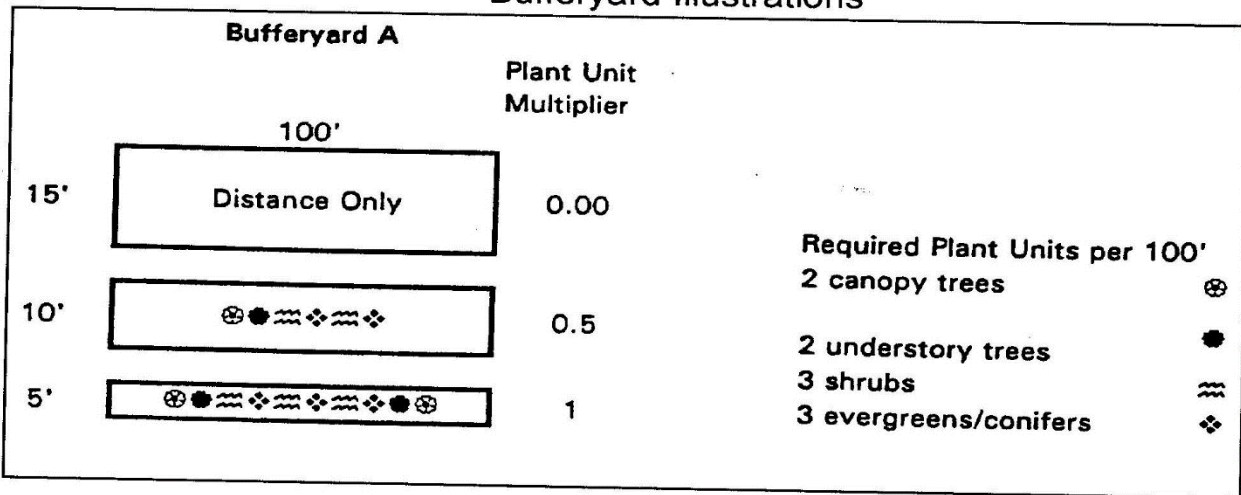 Bufferyard Illustrations
Bufferyard A
Plant Unit
Multiplier
100'
15'
Distance Only
0.00
10'
0.5
5'
1
Required Plant Units per 100'
2 canopy trees
2 understory trees
3 shrubs
3 evergreens/conifers